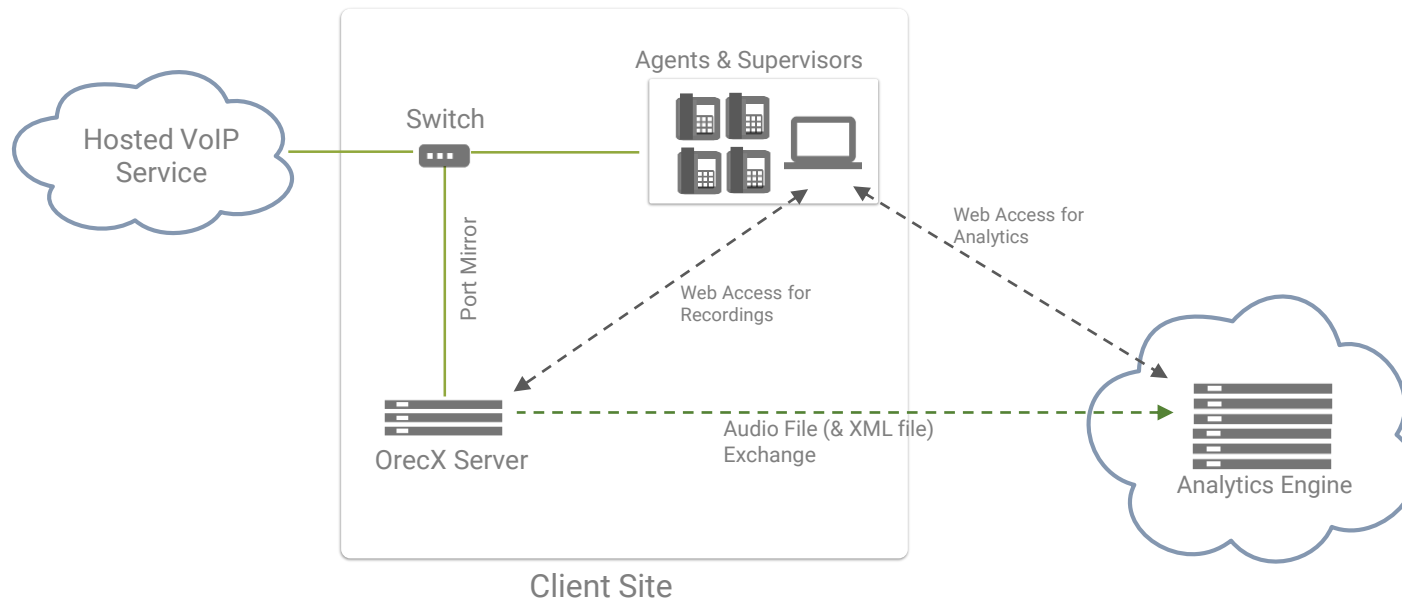 Agents & Supervisors
Switch
Hosted VoIP
Service
Port Mirror
Web Access for
Analytics
Web Access for
Recordings
Audio File (& XML file)
Exchange
OrecX Server
Analytics Engine
Client Site